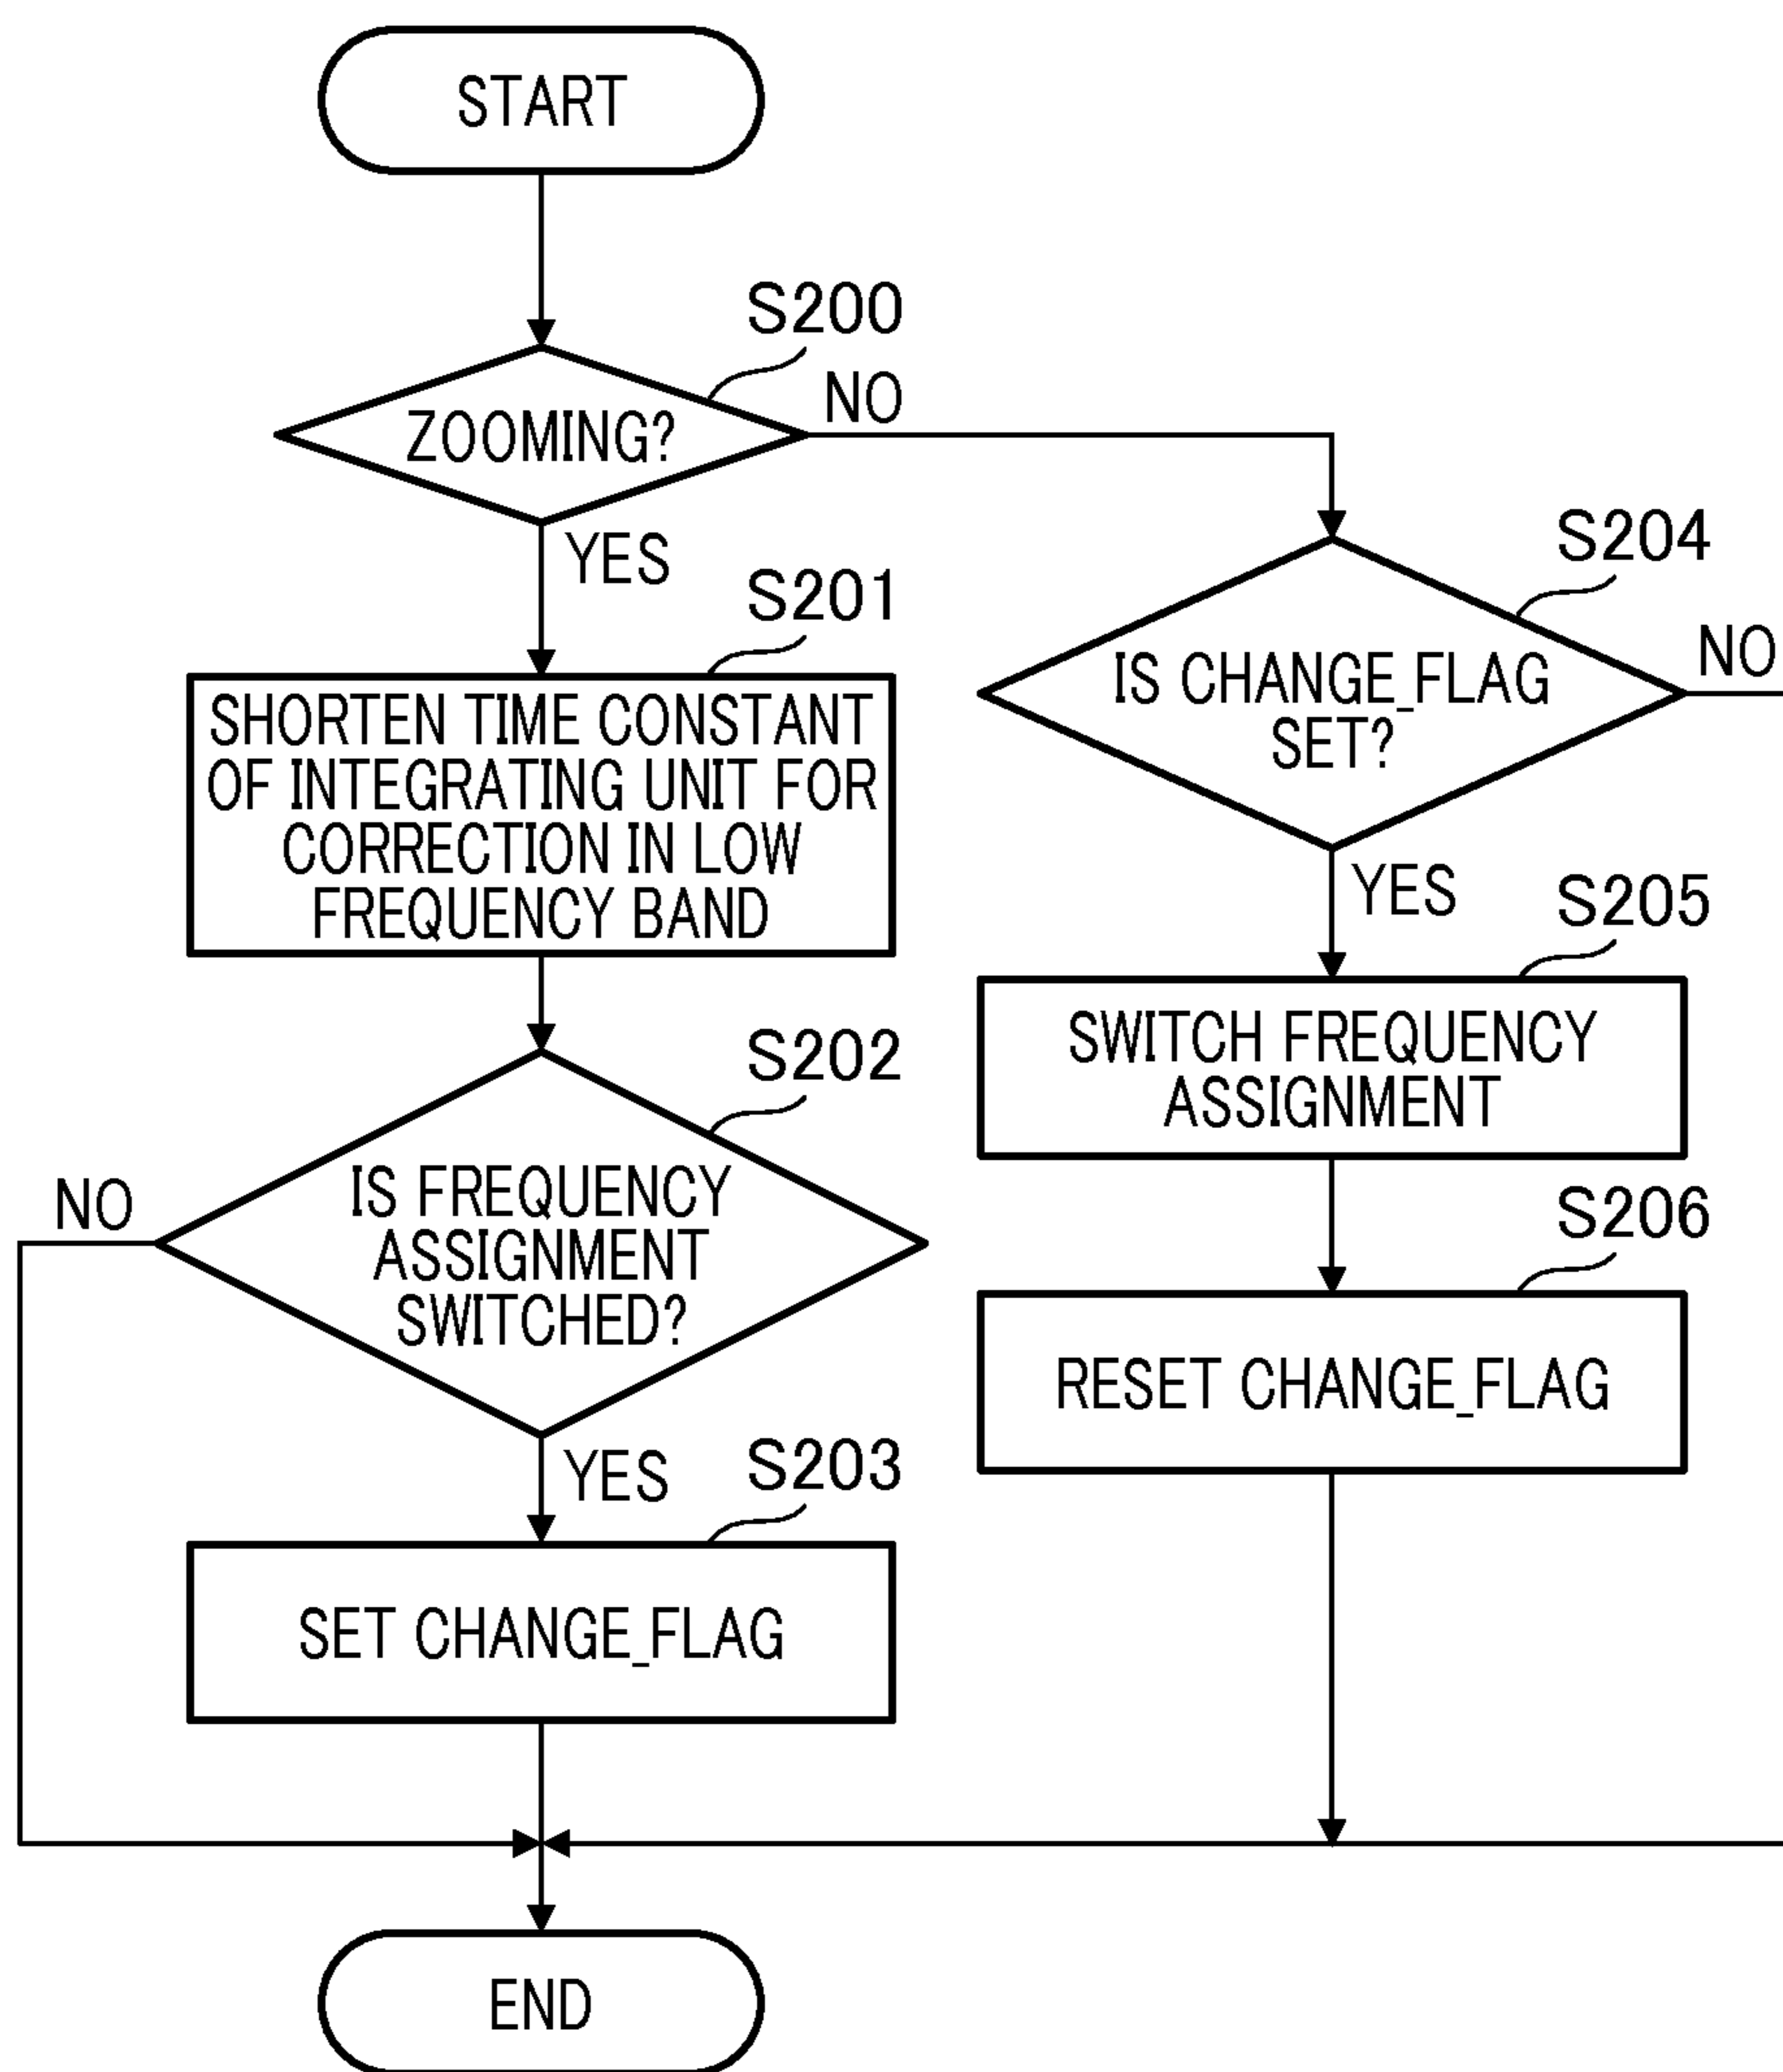 START
S200
ZOOMING?
NO
YES
S201
SHORTEN TIME CONSTANT
OF INTEGRATING UNIT FOR
CORRECTION IN LOW
FREQUENCY BAND
S202
IS FREQUENCY
ASSIGNMENT
SWITCHED?
NO
YES
S203
SET CHANGE_FLAG
S204
IS CHANGE_FLAG
SET?
NO
YES
S205
SWITCH FREQUENCY
ASSIGNMENT
S206
RESET CHANGE_FLAG
END